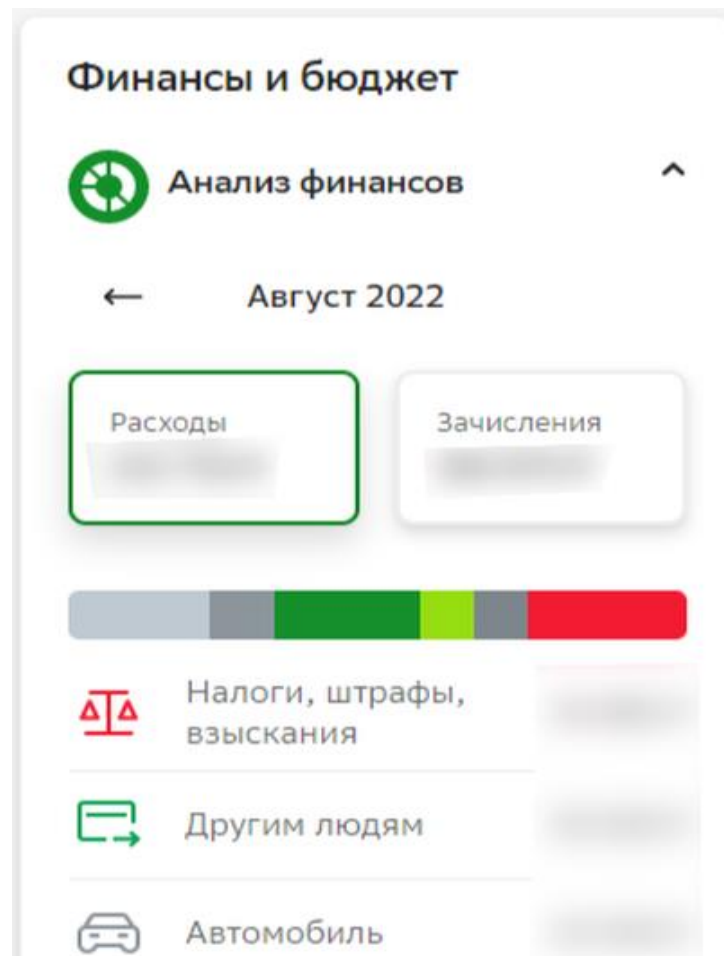 Финансы и бюджет
Анализ финансов
Август 2022
Расходы
Зачисления
Налоги, штрафы,
взыскания
Другим людям
Автомобиль